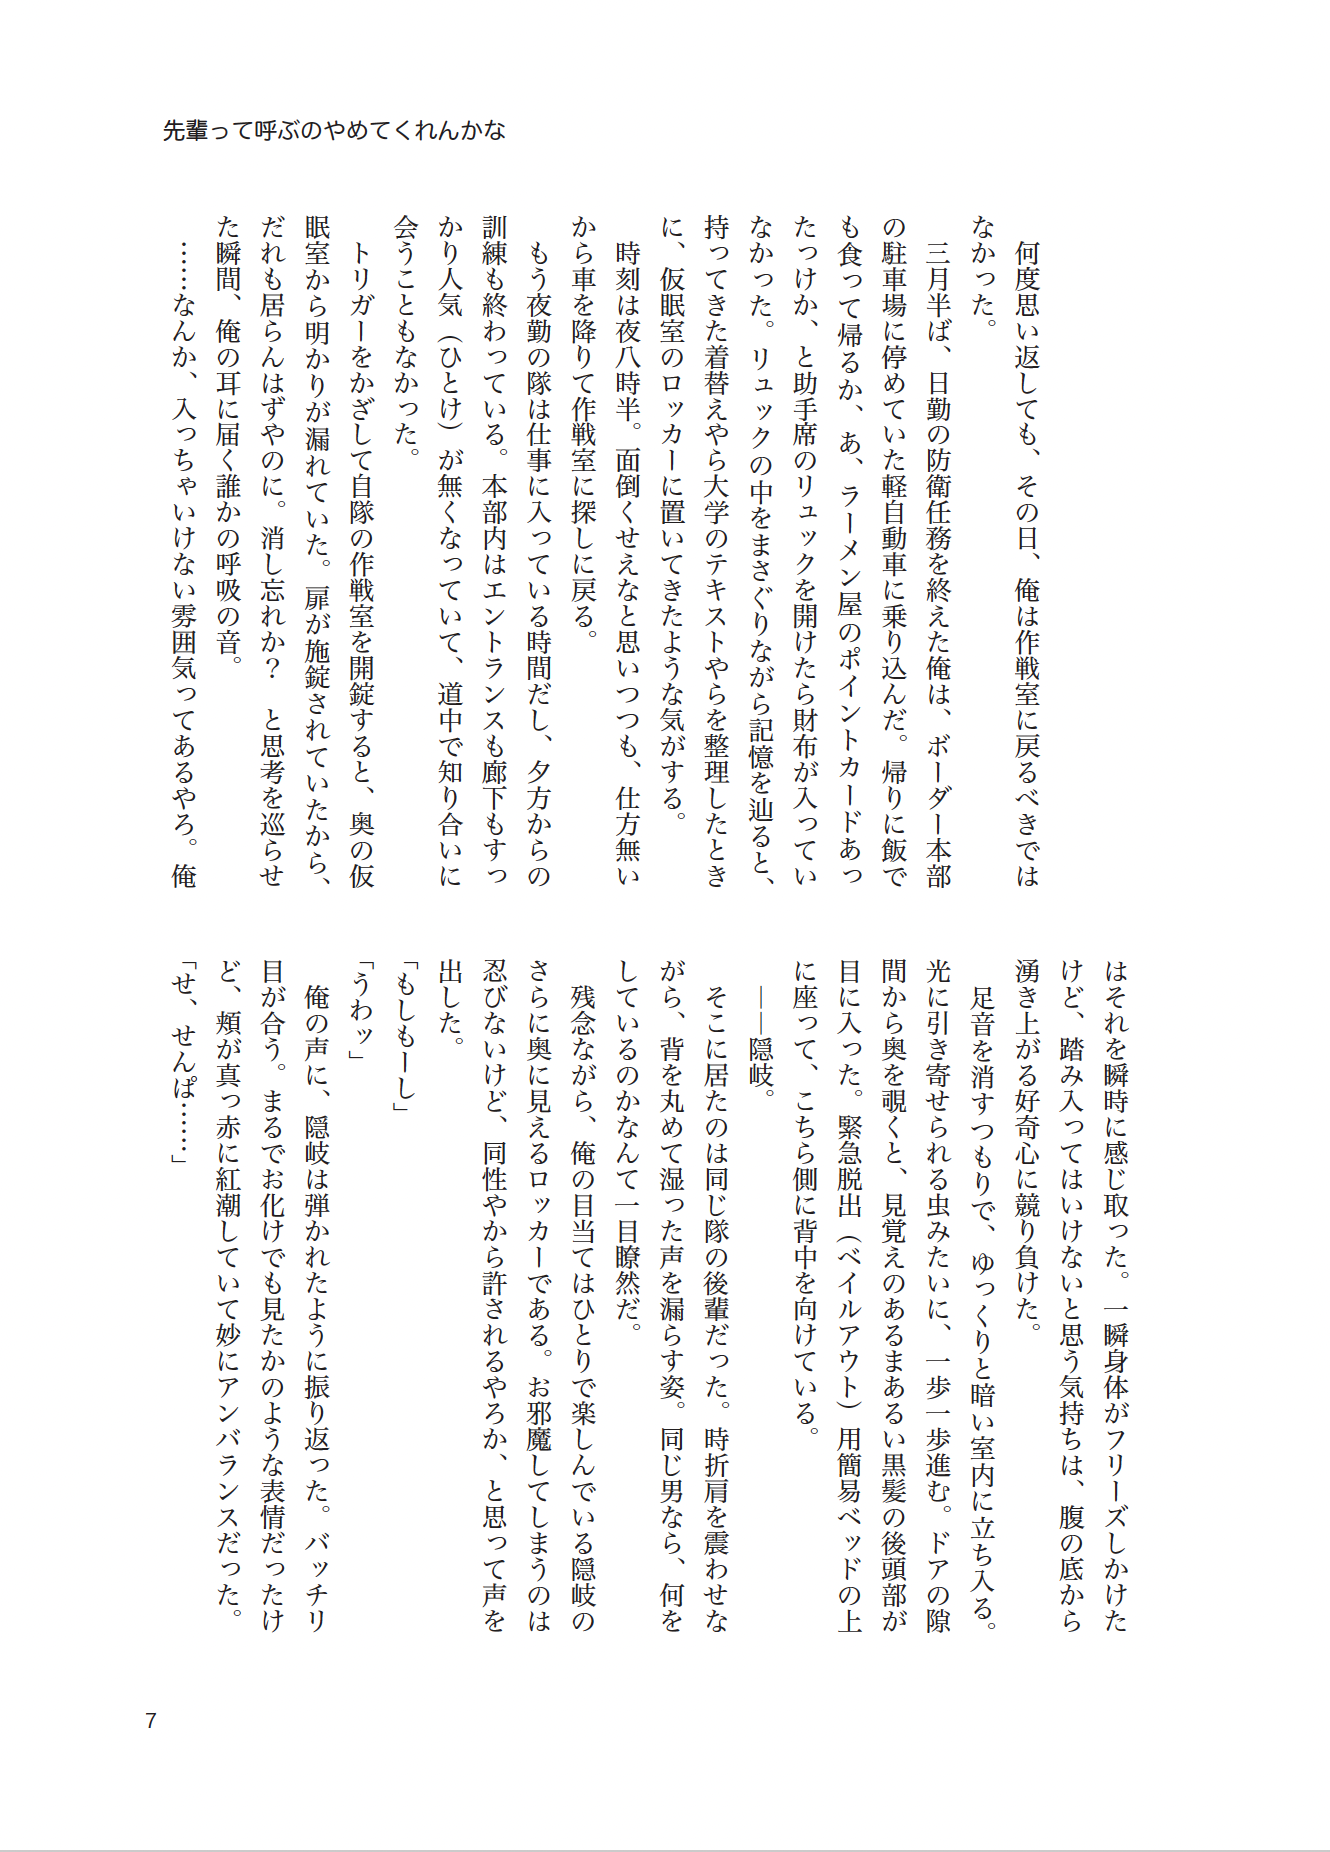 先輩って呼ぶのやめてくれんかな
　何度思い返しても、その日、俺は作戦室に戻るべきでは
なかった。
　三月半ば、日勤の防衛任務を終えた俺は、ボーダー本部
の駐車場に停めていた軽自動車に乗り込んだ。帰りに飯で
も食って帰るか、あ、ラーメン屋のポイントカードあっ
たっけか、と助手席のリュックを開けたら財布が入ってい
なかった。リュックの中をまさぐりながら記憶を辿ると、
持ってきた着替えやら大学のテキストやらを整理したとき
に、仮眠室のロッカーに置いてきたような気がする。
　時刻は夜八時半。面倒くせえなと思いつつも、仕方無い
から車を降りて作戦室に探しに戻る。
　もう夜勤の隊は仕事に入っている時間だし、夕方からの
訓練も終わっている。本部内はエントランスも廊下もすっ
かり人気（ひとけ）が無くなっていて、道中で知り合いに
会うこともなかった。
　トリガーをかざして自隊の作戦室を開錠すると、奥の仮
眠室から明かりが漏れていた。扉が施錠されていたから、
だれも居らんはずやのに。消し忘れか？　と思考を巡らせ
た瞬間、俺の耳に届く誰かの呼吸の音。
　……なんか、入っちゃいけない雰囲気ってあるやろ。俺
はそれを瞬時に感じ取った。一瞬身体がフリーズしかけた
けど、踏み入ってはいけないと思う気持ちは、腹の底から
湧き上がる好奇心に競り負けた。
　足音を消すつもりで、ゆっくりと暗い室内に立ち入る。
光に引き寄せられる虫みたいに、一歩一歩進む。ドアの隙
間から奥を覗くと、見覚えのあるまあるい黒髪の後頭部が
目に入った。緊急脱出（ベイルアウト）用簡易ベッドの上
に座って、こちら側に背中を向けている。
　――隠岐。
　そこに居たのは同じ隊の後輩だった。時折肩を震わせな
がら、背を丸めて湿った声を漏らす姿。同じ男なら、何を
しているのかなんて一目瞭然だ。
　残念ながら、俺の目当てはひとりで楽しんでいる隠岐の
さらに奥に見えるロッカーである。お邪魔してしまうのは
忍びないけど、同性やから許されるやろか、と思って声を
出した。
「もしもーし」
「うわッ」
　俺の声に、隠岐は弾かれたように振り返った。バッチリ
目が合う。まるでお化けでも見たかのような表情だったけ
ど、頬が真っ赤に紅潮していて妙にアンバランスだった。
「せ、せんぱ……」
7